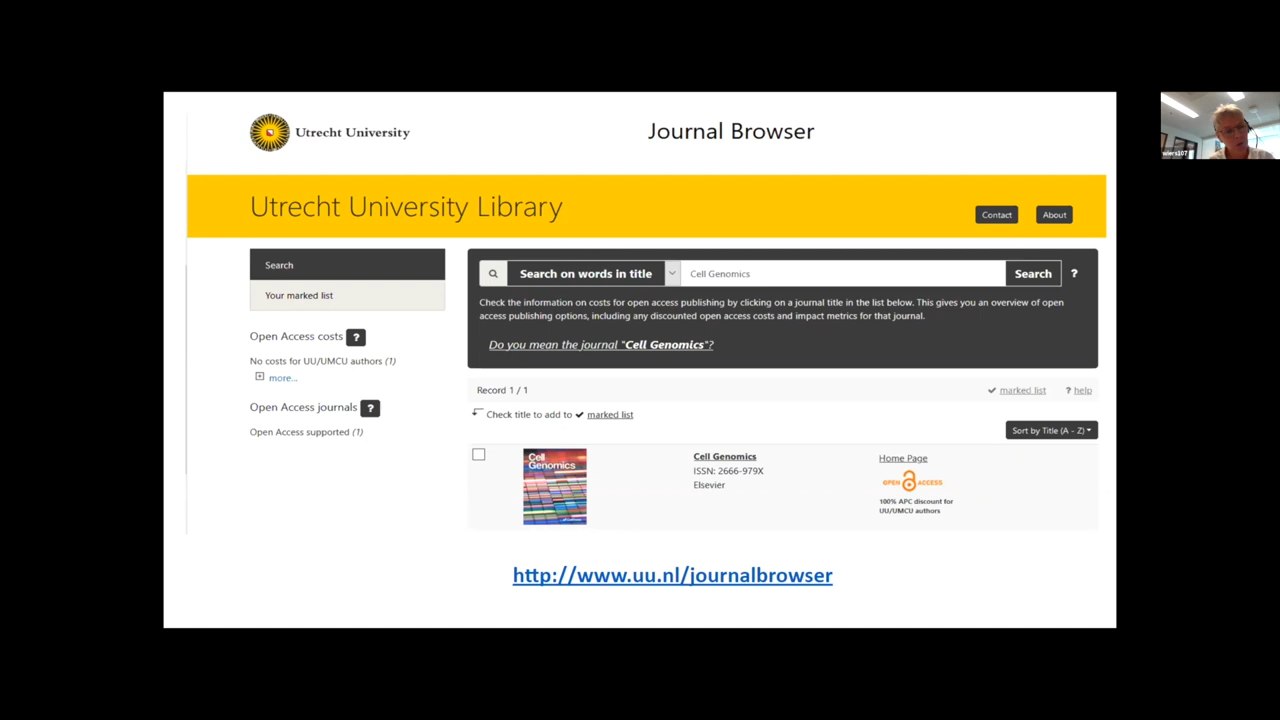 Utrecht University
Journal Browser
Utrecht University Library
Contact
About
Search
Your marked list
Open Access costs ?
No costs for UU/UMCU authors (1)
more...
Open Access journals ?
Open Access supported (1)
Search on words in title
Cell Genomics
Search
?
Check the information on costs for open access publishing by clicking on a journal title in the list below. This gives you an overview of open
access publishing options, including any discounted open access costs and impact metrics for that journal.
Do you mean the journal "Cell Genomics"?
Record 1 / 1
marked list
? help
Check title to add to ✔ marked list
Sort by Title (A - Z)
Cell
Genomics
Cell Genomics
ISSN: 2666-979X
Elsevier
Home Page
OPEN ACCESS
100% APC discount for
UU/UMCU authors
http://www.uu.nl/journalbrowser
wiers107